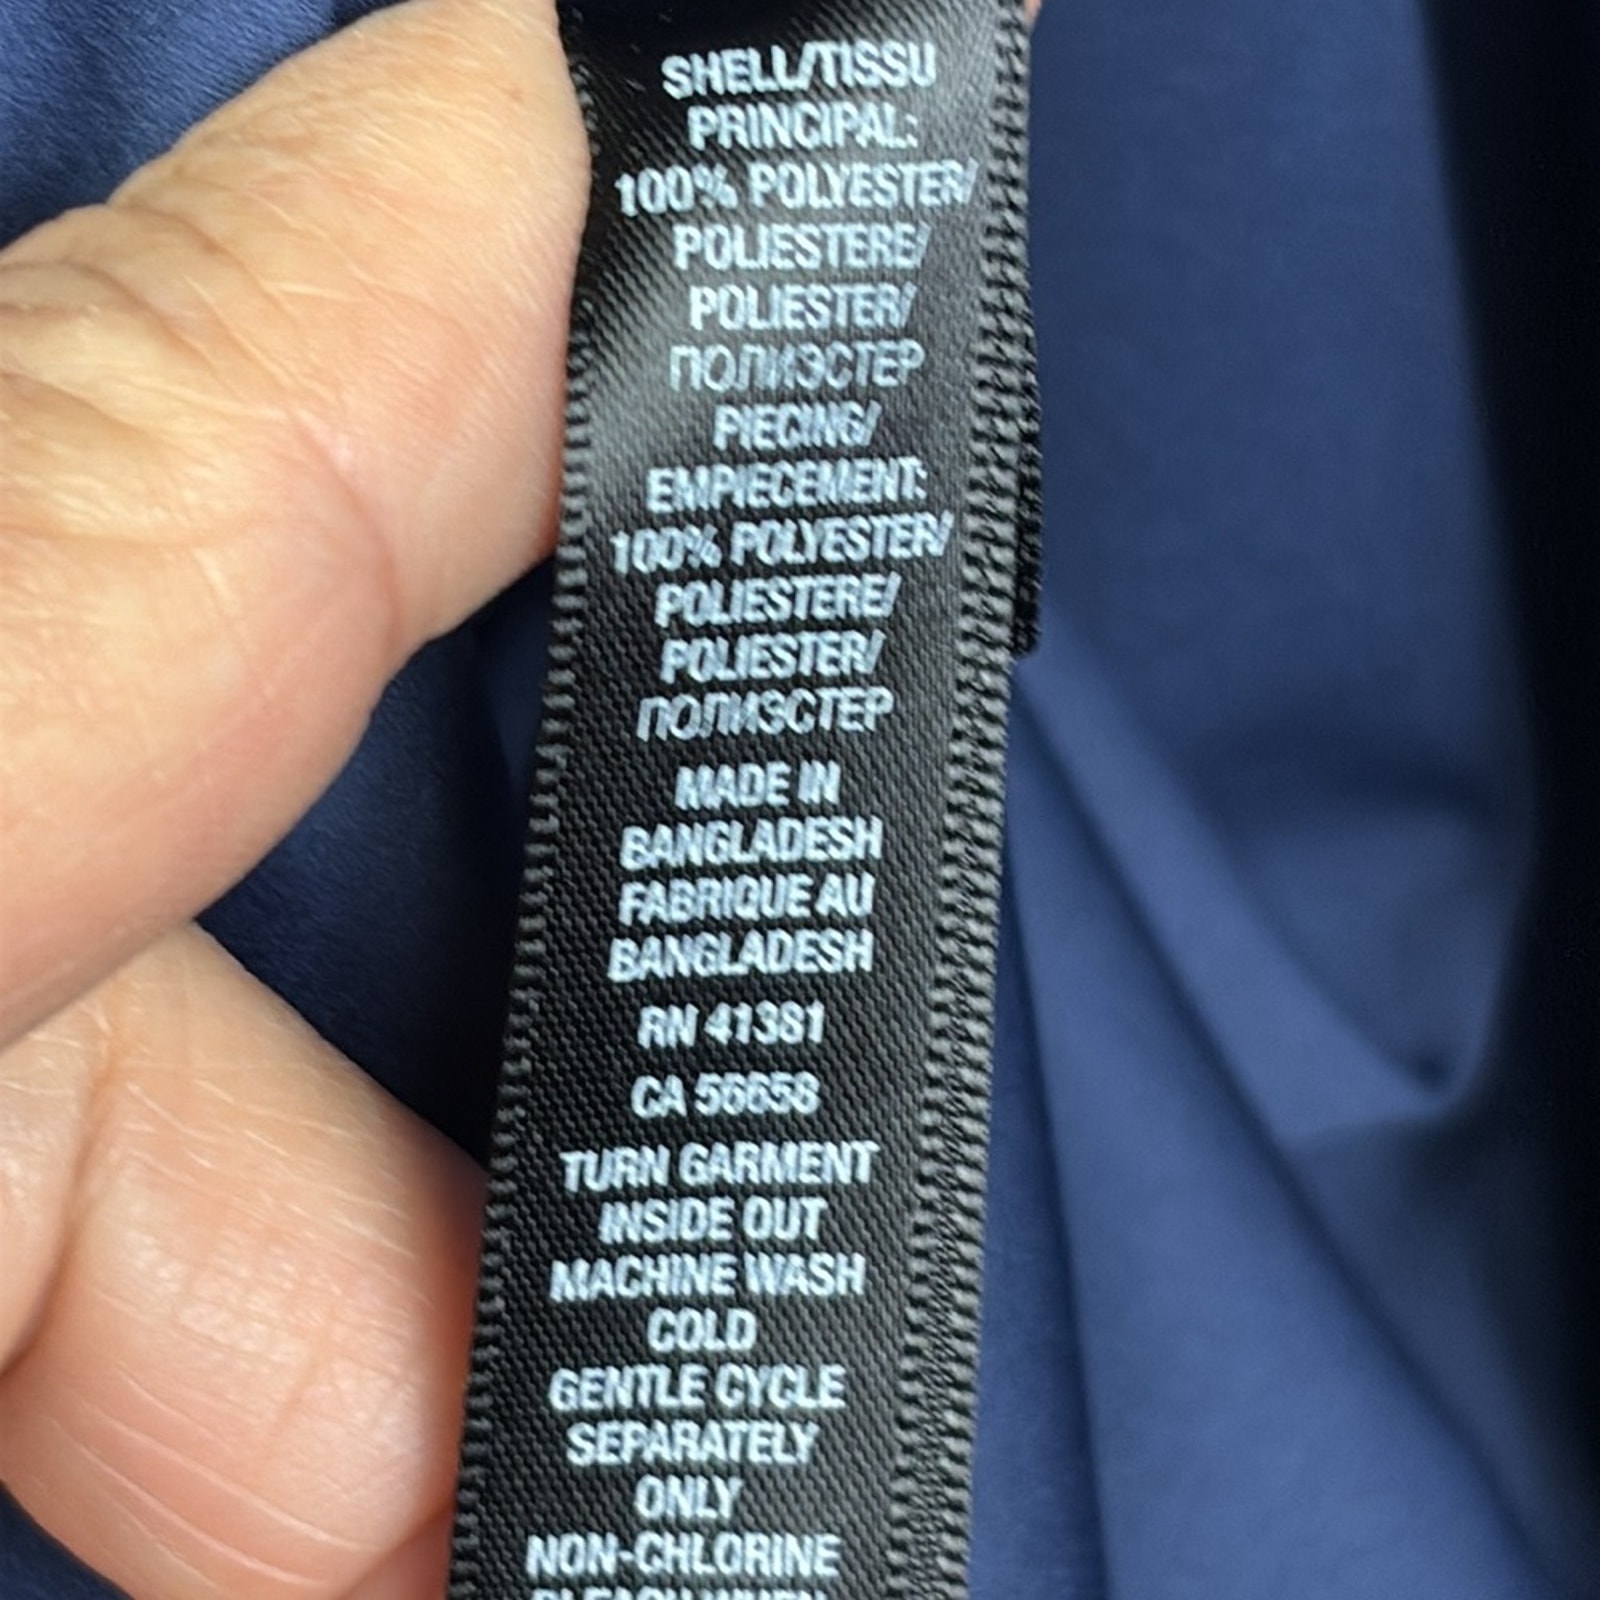 SHELL/TISSU
PRINCIPAL:
100% POLYESTER/
POLIESTERE/
POLIESTER/
ПОЛИЭСТЕР
PIECING/
EMPIECEMENT:
100% POLYESTER/
POLIESTERE/
POLIESTER/
ПОЛИЭСТЕР
MADE IN
BANGLADESH
FABRIQUE AU
BANGLADESH
RN 41381
CA 56658
TURN GARMENT
INSIDE OUT
MACHINE WASH
COLD
GENTLE CYCLE
SEPARATELY
ONLY
NON-CHLORINE
BLEACH WHEN